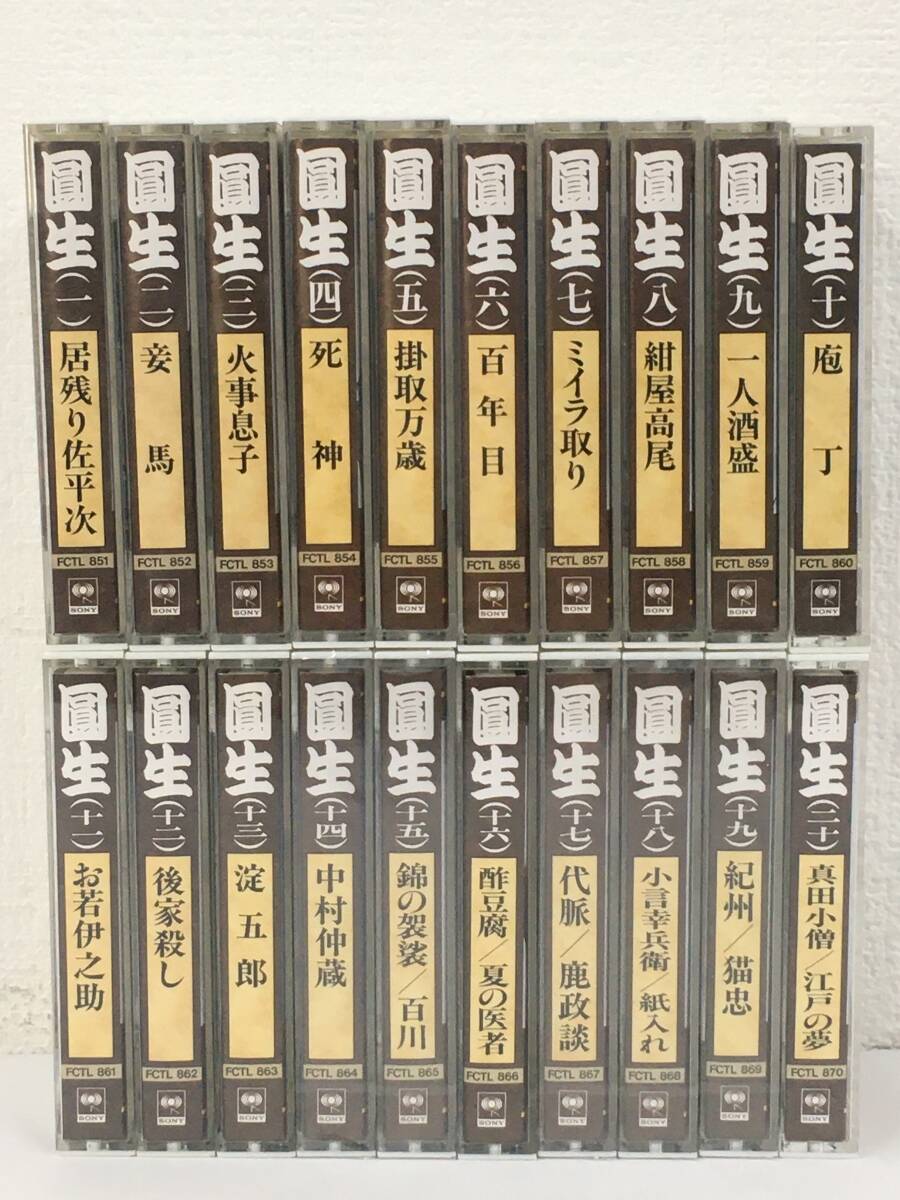 圓生(一)
居残り佐平次
FCTL 851
SONY
圓生(二)
妾馬
FCTL 852
SONY
圓生(三)
火事息子
FCTL 853
SONY
圓生(四)
死神
FCTL 854
SONY
圓生(五)
掛取万歳
FCTL 855
SONY
圓生(六)
百年目
FCTL 856
SONY
圓生(七)
ミイラ取り
FCTL 857
SONY
圓生(八)
紺屋高尾
FCTL 858
SONY
圓生(九)
一人酒盛
FCTL 859
SONY
圓生(十)
庖丁
FCTL 860
SONY
圓生(十一)
お若伊之助
FCTL 861
SONY
圓生(十二)
後家殺し
FCTL 862
SONY
圓生(十三)
淀五郎
FCTL 863
SONY
圓生(十四)
中村仲蔵
FCTL 864
SONY
圓生(十五)
錦の袈裟/百川
FCTL 865
SONY
圓生(十六)
酢豆腐/夏の医者
FCTL 866
SONY
圓生(十七)
代脈/鹿政談
FCTL 867
SONY
圓生(十八)
小言幸兵衛/紙入れ
FCTL 868
SONY
圓生(十九)
紀州/猫忠
FCTL 869
SONY
圓生(二十)
真田小僧/江戸の夢
FCTL 870
SONY